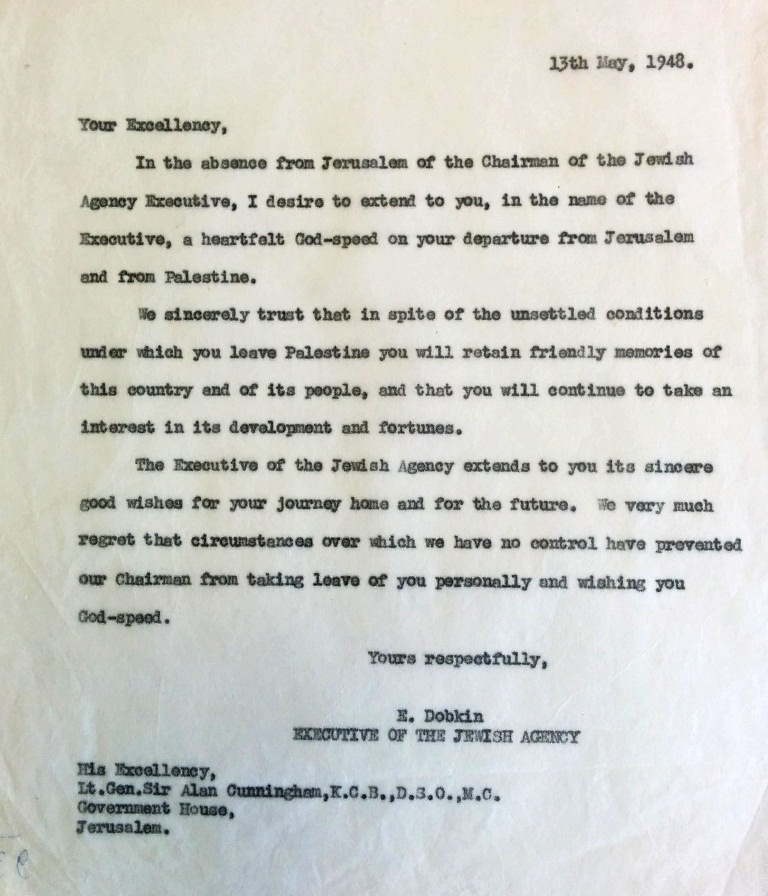 13th May, 1948.
Your Excellency,
In the absence from Jerusalem of the Chairman of the Jewish
Agency Executive, I desire to extend to you, in the name of the
Executive, a heartfelt God-speed on your departure from Jerusalem
and from Palestine.
We sincerely trust that in spite of the unsettled conditions
under which you leave Palestine you will retain friendly memories of
this country and of its people, and that you will continue to take an
interest in its development and fortunes.
The Executive of the Jewish Agency extends to you its sincere
good wishes for your journey home and for the future. We very much
regret that circumstances over which we have no control have prevented
our Chairman from taking leave of you personally and wishing you
God-speed.
Yours respectfully,
E. Dobkin
EXECUTIVE OF THE JEWISH AGENCY
His Excellency,
Lt.Gen.Sir Alan Cunningham,K.C.B.,D.S.O.,M.C.
Government House,
Jerusalem.